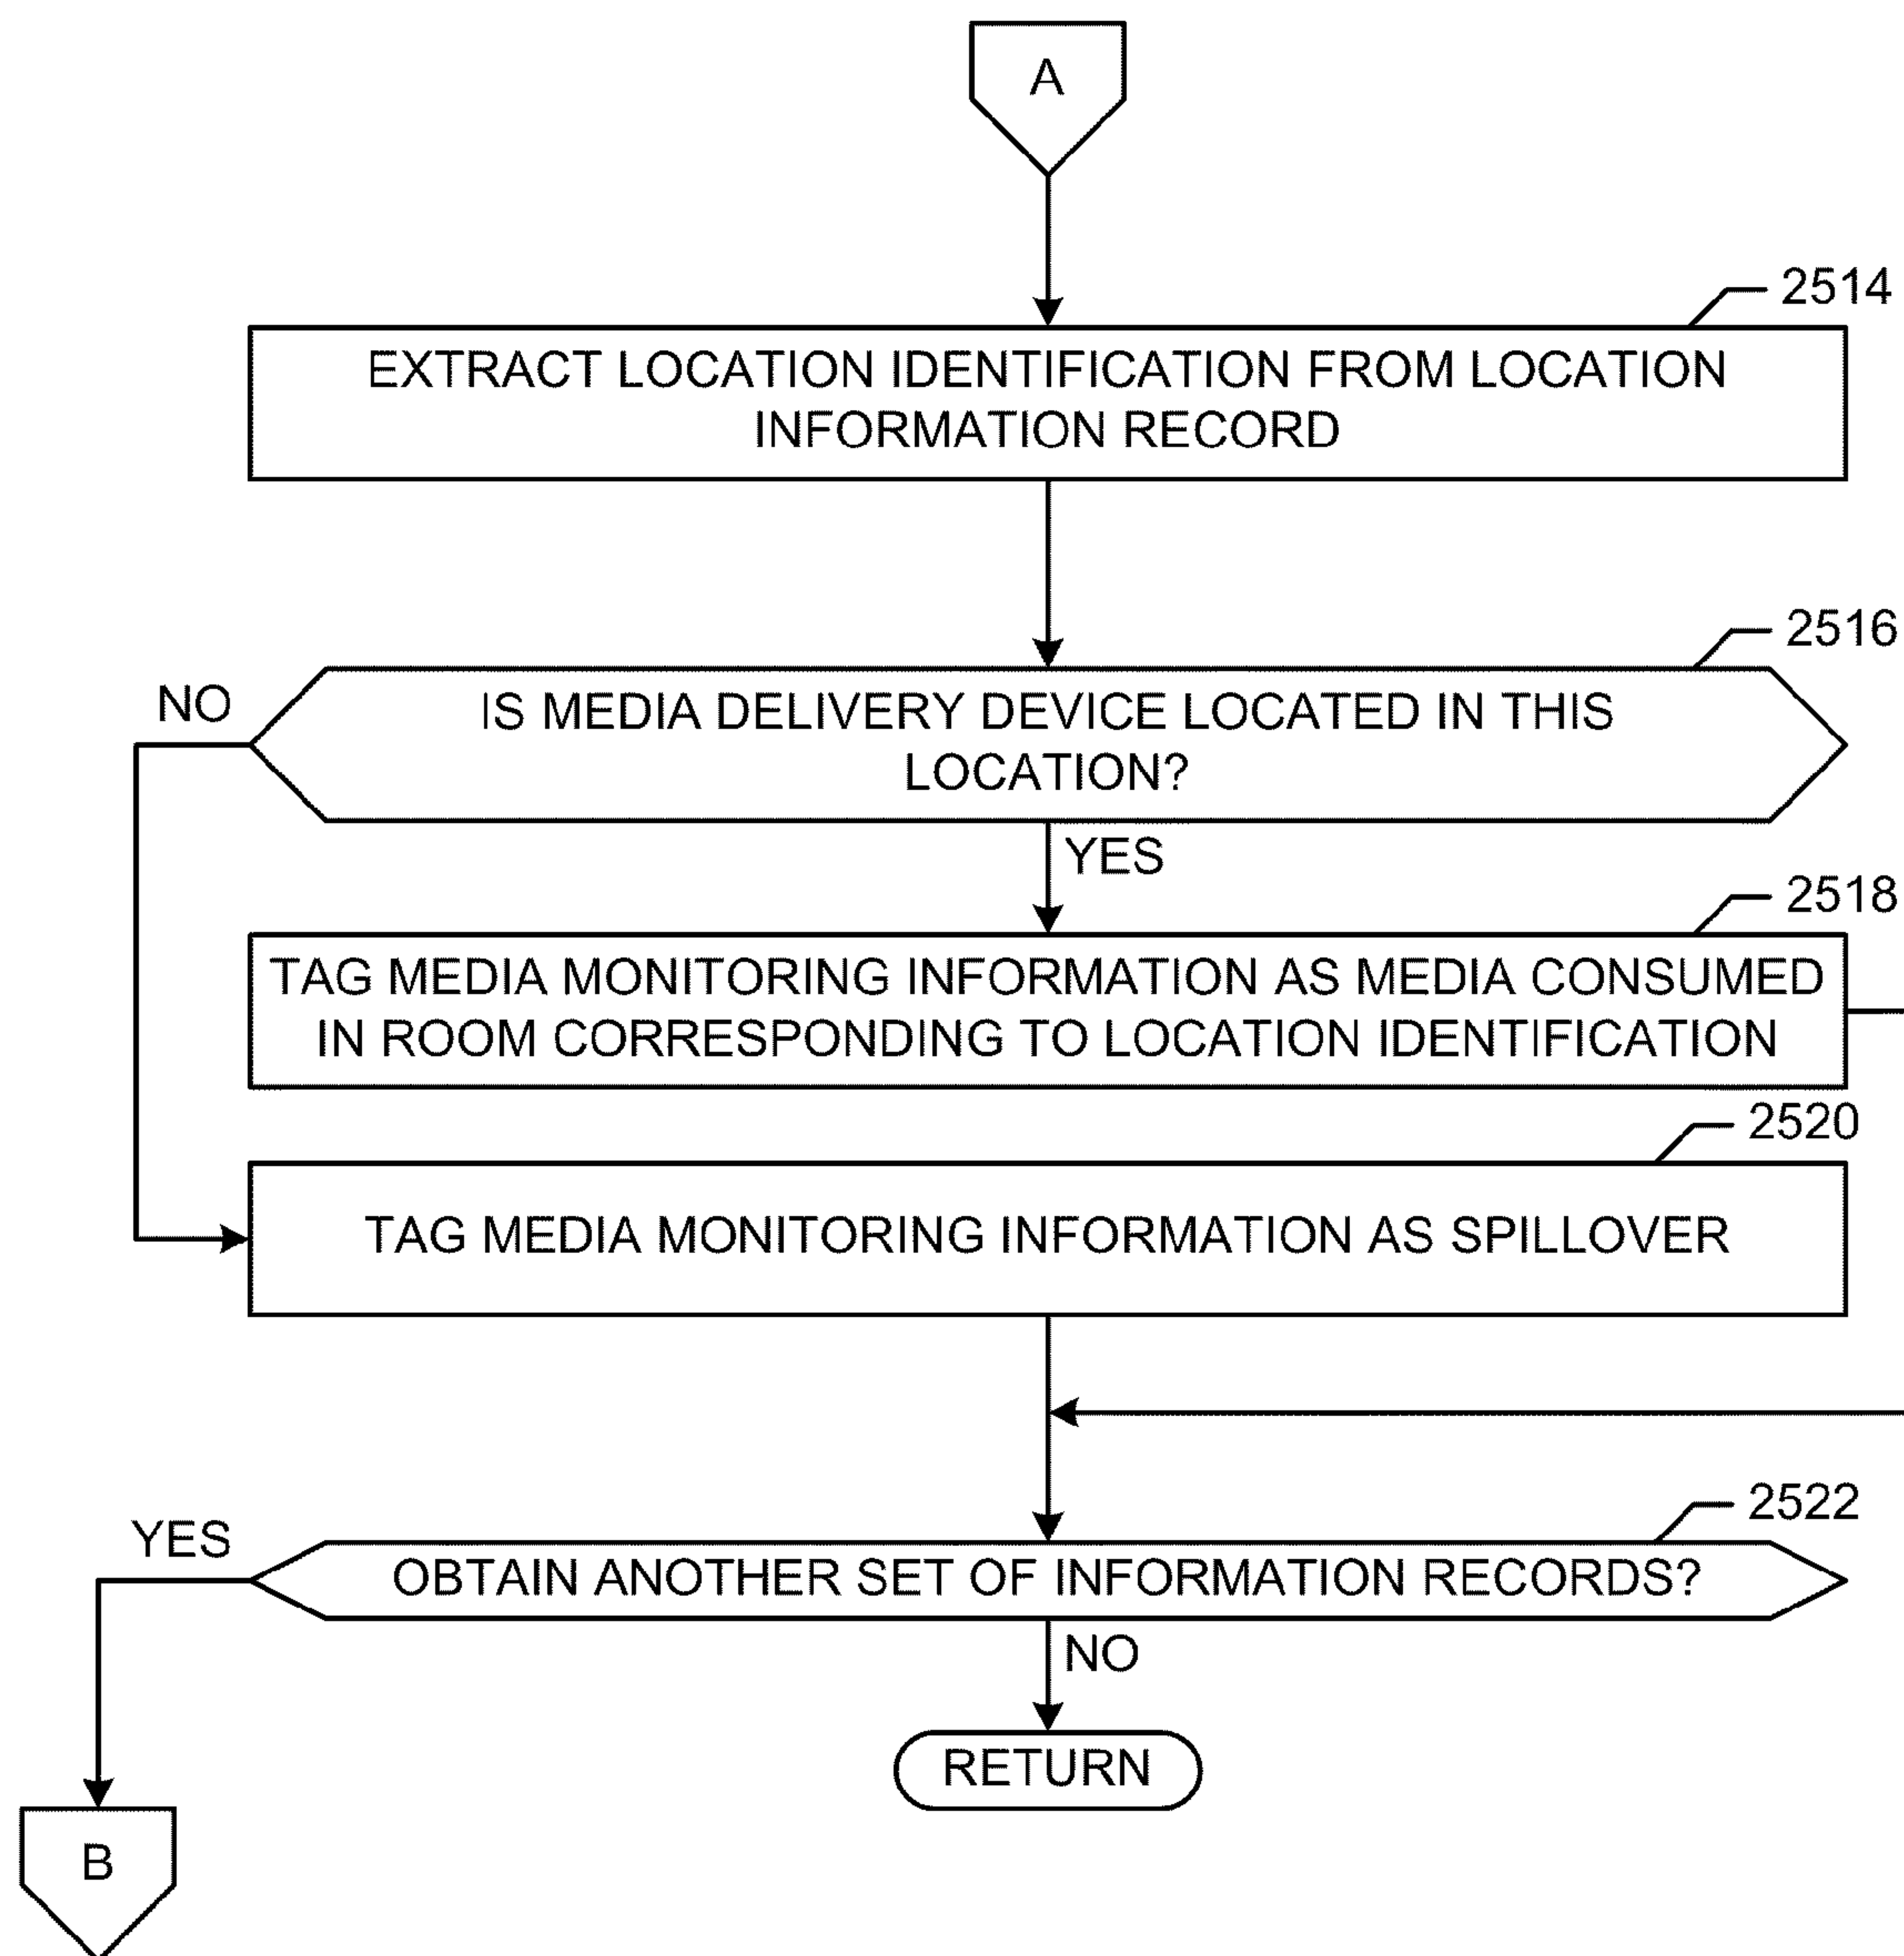 A
2514
EXTRACT LOCATION IDENTIFICATION FROM LOCATION
INFORMATION RECORD
2516
NO
IS MEDIA DELIVERY DEVICE LOCATED IN THIS
LOCATION?
YES
2518
TAG MEDIA MONITORING INFORMATION AS MEDIA CONSUMED
IN ROOM CORRESPONDING TO LOCATION IDENTIFICATION
2520
TAG MEDIA MONITORING INFORMATION AS SPILLOVER
2522
YES
OBTAIN ANOTHER SET OF INFORMATION RECORDS?
NO
RETURN
B